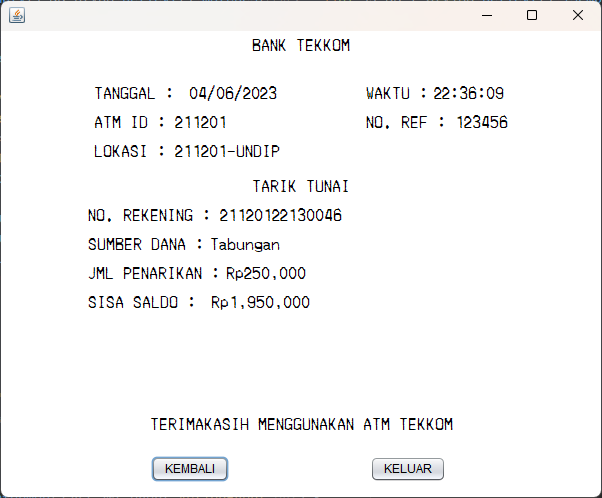 BANK TEKKOM
TANGGAL : 04/06/2023 WAKTU : 22:36:09
ATM ID : 211201 NO. REF : 123456
LOKASI : 211201-UNDIP
TARIK TUNAI
NO. REKENING : 21120122130046
SUMBER DANA : Tabungan
JML PENARIKAN : Rp250,000
SISA SALDO : Rp1,950,000
TERIMAKASIH MENGGUNAKAN ATM TEKKOM
KEMBALI KELUAR